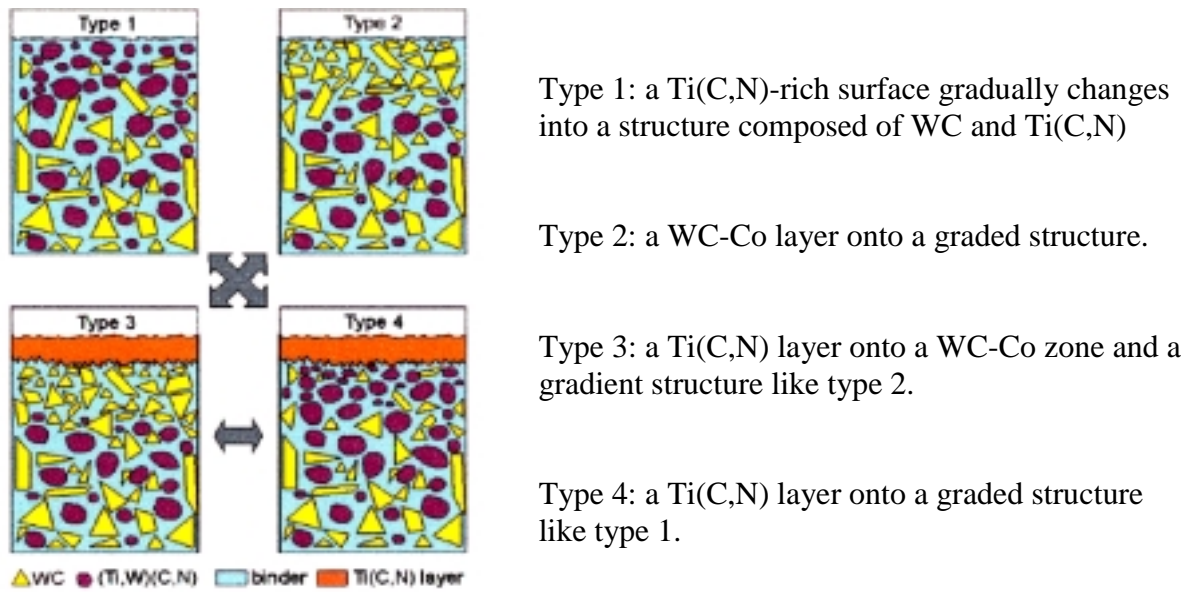 Type 1
Type 2
Type 1: a Ti(C,N)-rich surface gradually changes
into a structure composed of WC and Ti(C,N)
Type 2: a WC-Co layer onto a graded structure.
Type 3
Type 4
Type 3: a Ti(C,N) layer onto a WC-Co zone and a
gradient structure like type 2.
Type 4: a Ti(C,N) layer onto a graded structure
like type 1.
WC (Ti,W)(C,N) binder Ti(C,N) layer